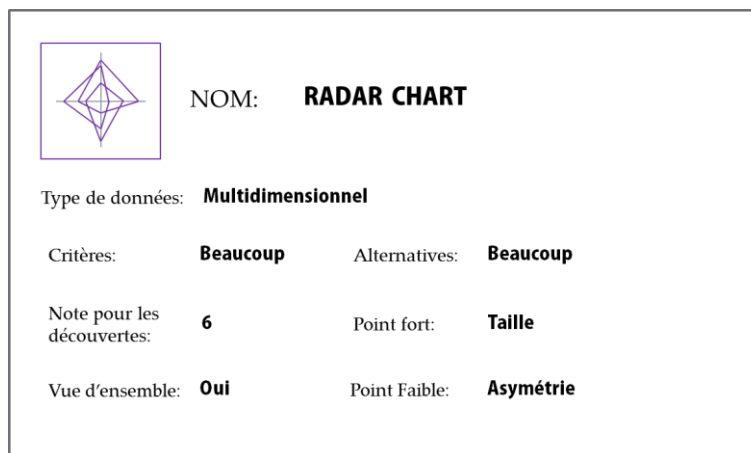 NOM: RADAR CHART
Type de données: Multidimensionnel
Critères: Beaucoup Alternatives: Beaucoup
Note pour les
découvertes: 6 Point fort: Taille
Vue d'ensemble: Oui Point Faible: Asymétrie